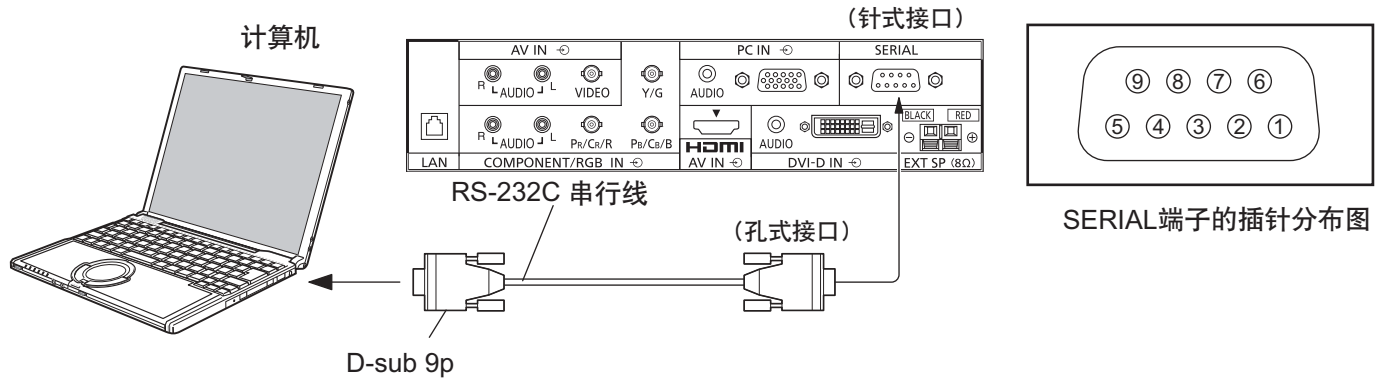 计算机
（针式接口）
AV IN
PC IN
SERIAL
R AUDIO L
VIDEO
Y/G
AUDIO
R AUDIO L
PR/CR/R
PB/CB/B
HDMI
AUDIO
BLACK RED
LAN
COMPONENT/RGB IN
AV IN
DVI-D IN
EXT SP (8Ω)
RS-232C 串行线
（孔式接口）
D-sub 9p
⑨ ⑧ ⑦ ⑥
⑤ ④ ③ ② ①
SERIAL端子的插针分布图